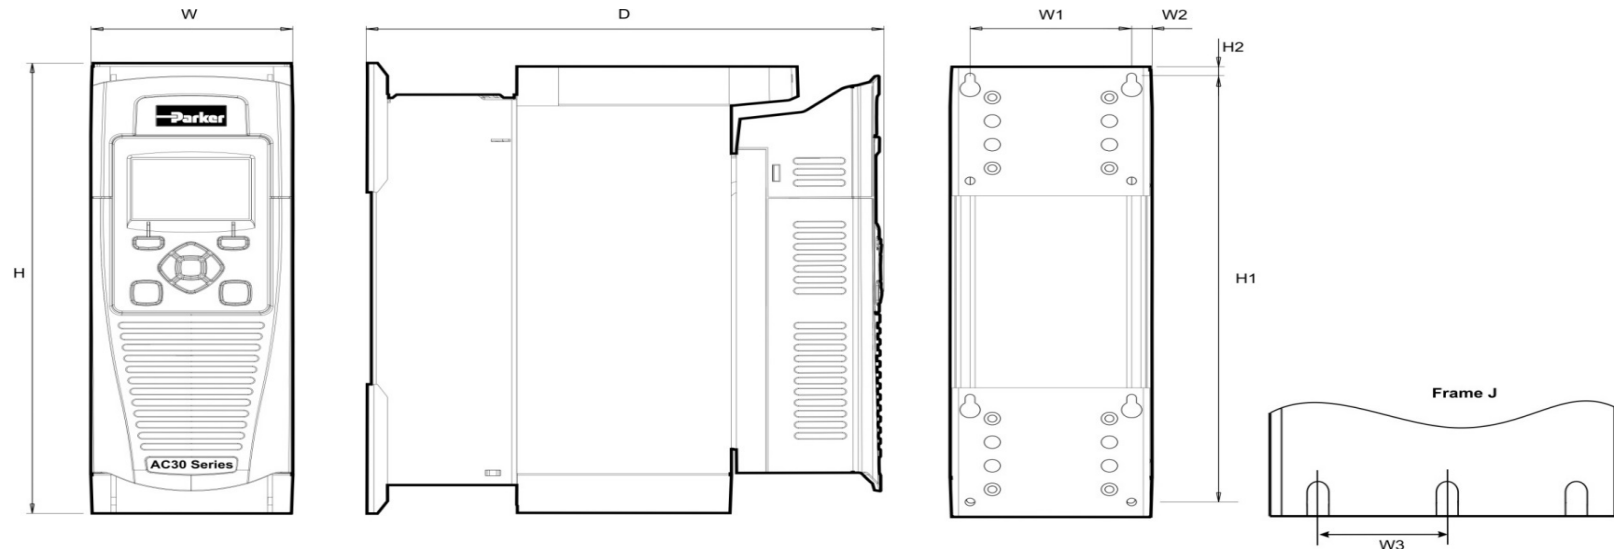 W
D
W1
W2
H2
Parker
H
H1
Frame J
AC30 Series
W3